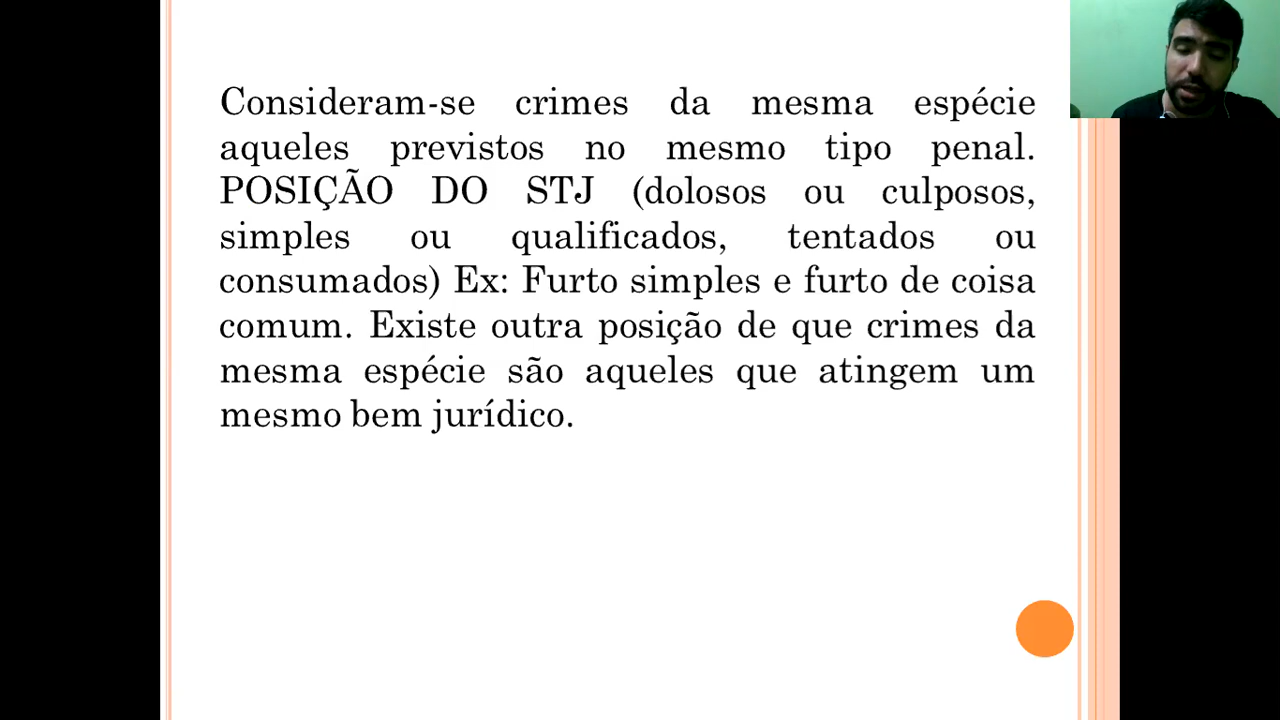 Consideram-se crimes da mesma espécie
aqueles previstos no mesmo tipo penal.
POSIÇÃO DO STJ (dolosos ou culposos,
simples ou qualificados, tentados ou
consumados) Ex: Furto simples e furto de coisa
comum. Existe outra posição de que crimes da
mesma espécie são aqueles que atingem um
mesmo bem jurídico.